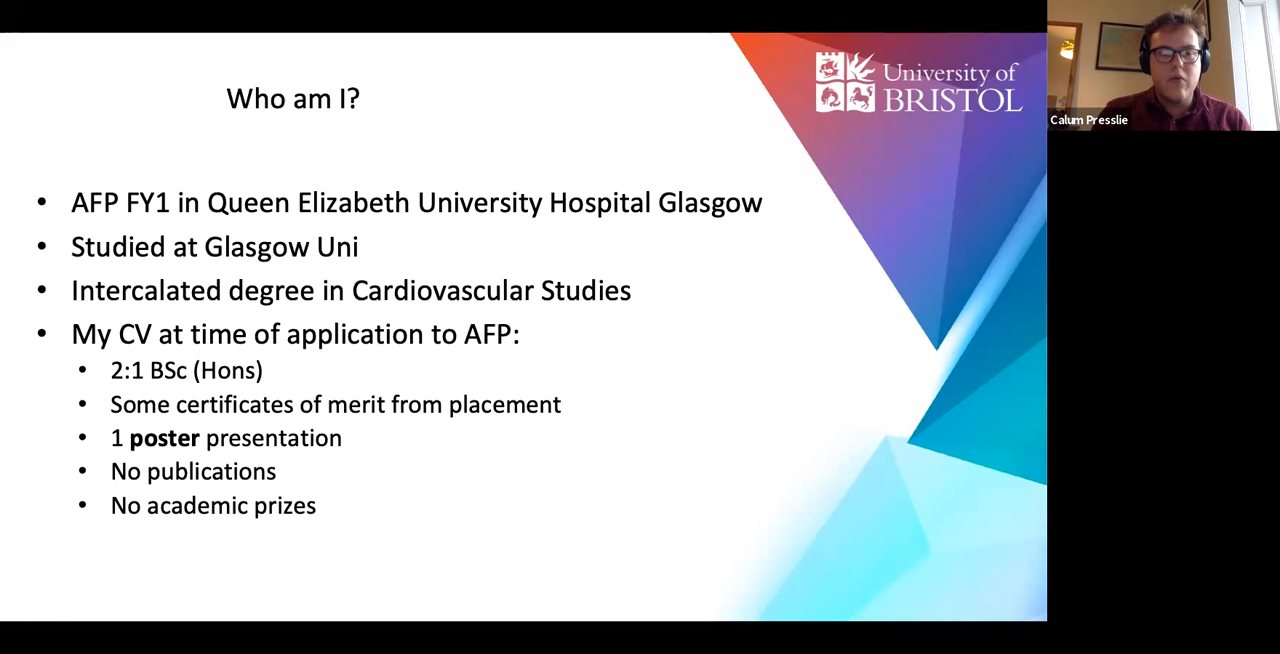 Who am I?
University of
BRISTOL
Calum Presslie
• AFP FY1 in Queen Elizabeth University Hospital Glasgow
• Studied at Glasgow Uni
• Intercalated degree in Cardiovascular Studies
• My CV at time of application to AFP:
• 2:1 BSc (Hons)
• Some certificates of merit from placement
• 1 poster presentation
• No publications
• No academic prizes